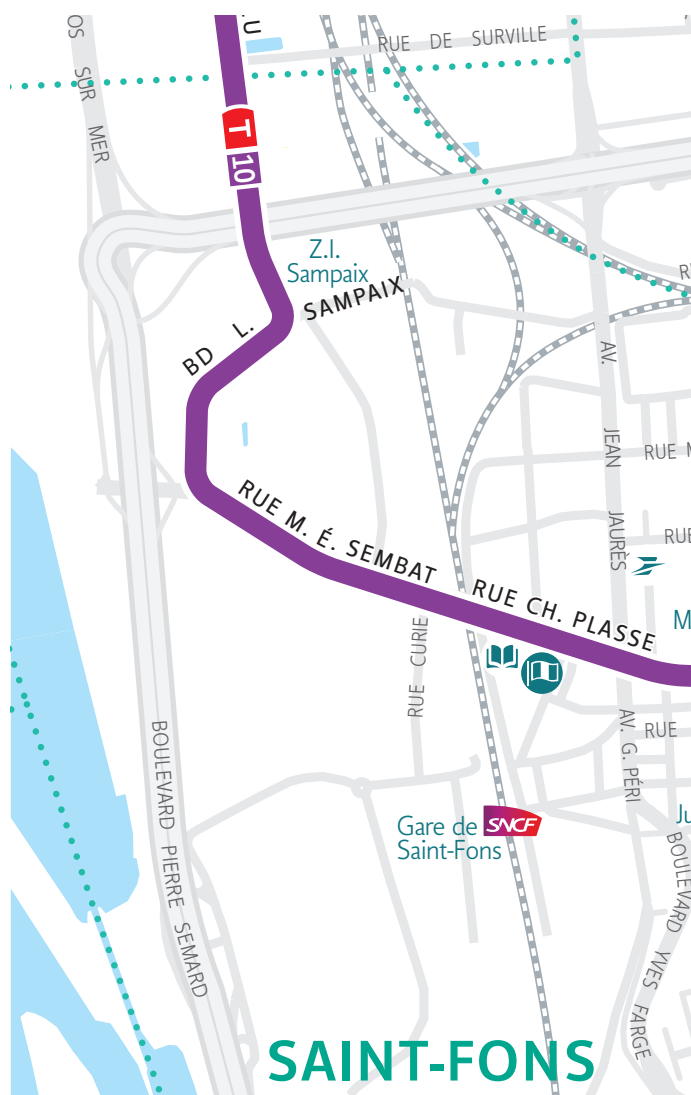 RUE DE SURVILLE
OS SUR MER
T
10
Z.I.
Sampaix
BD L. SAMPAIX
AV. JEAN JAURÈS
RUE
RUE
RUE M. É. SEMBAT
RUE CH. PLASSE
RUE CURIE
RUE
AV. G. PÉRI
BOULEVARD PIERRE SEMARD
Gare de
Saint-Fons
SNCF
BOULEVARD YVES FARGE
SAINT-FONS